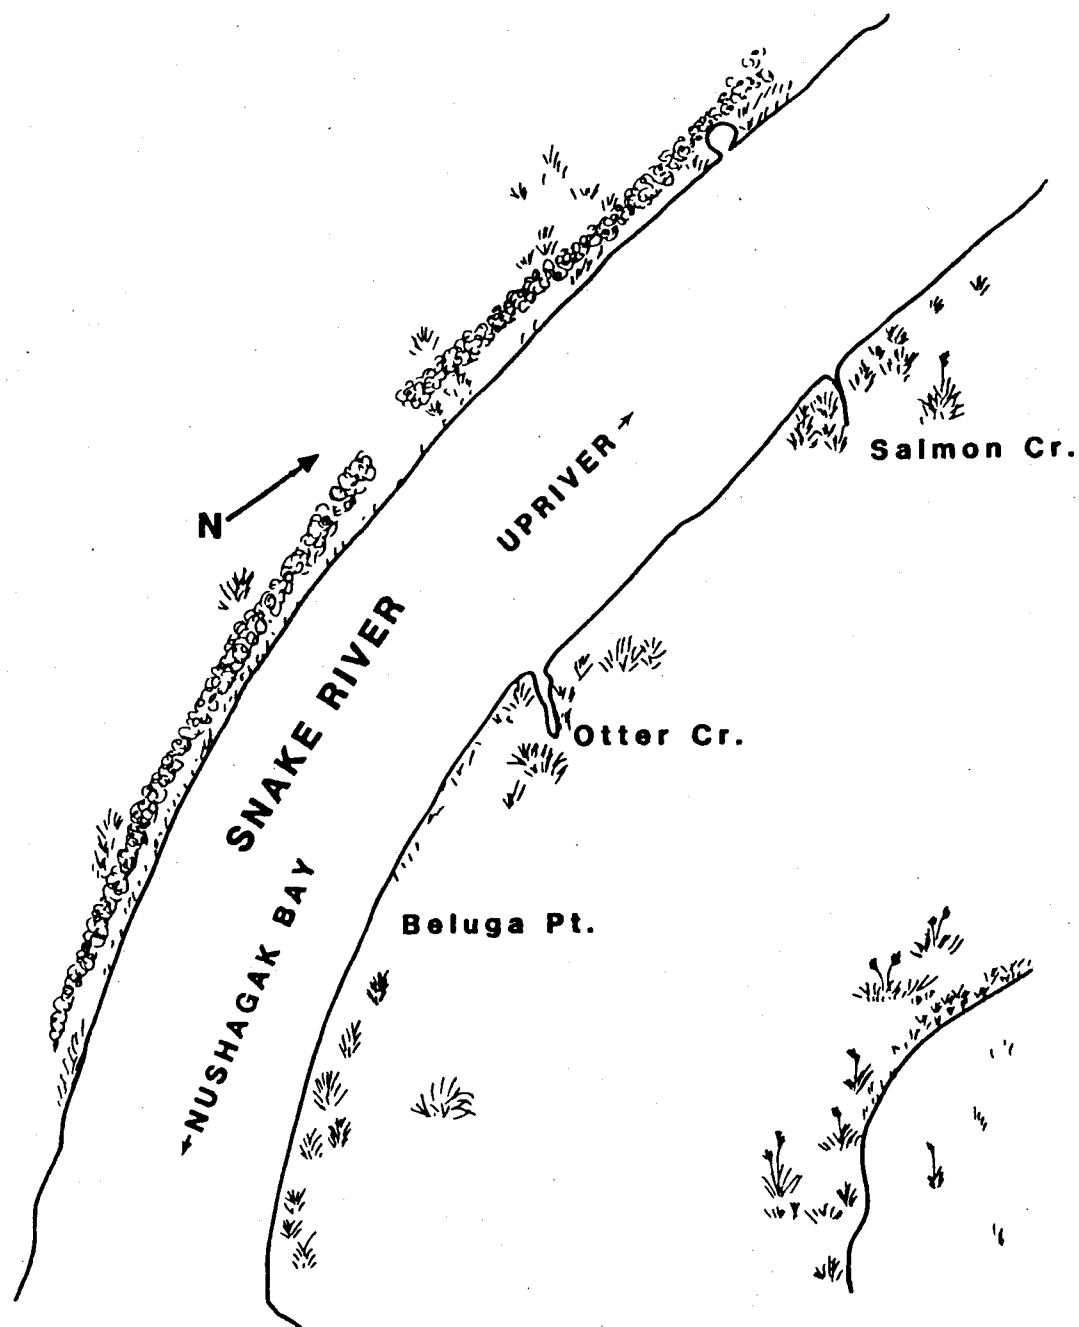 Salmon Cr.
UPRIVER
N
SNAKE RIVER
Otter Cr.
Beluga Pt.
NUSHAGAK BAY